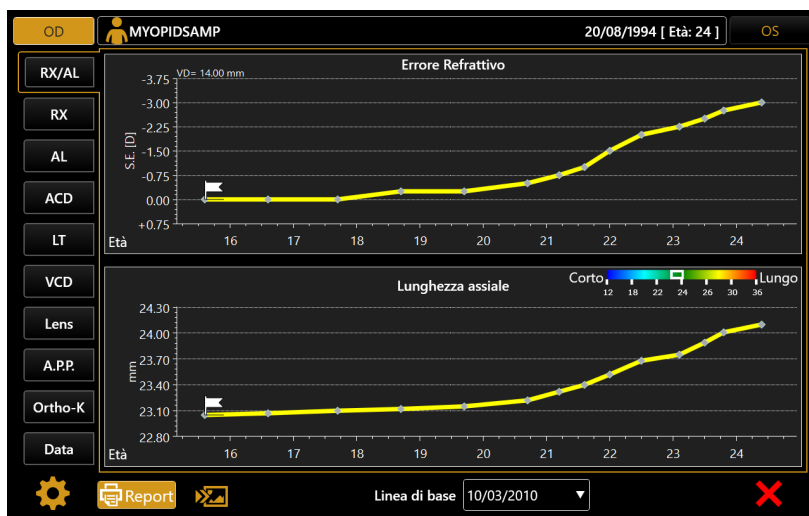 OD
MYOPIDSAMP
20/08/1994 [ Età: 24 ]
OS
RX/AL
RX
AL
ACD
LT
VCD
Lens
A.P.P.
Ortho-K
Data
Errore Refrattivo
VD= 14.00 mm
S.E. [D]
-3.75
-3.00
-2.25
-1.50
-0.75
0.00
+0.75
Età 16 17 18 19 20 21 22 23 24
Lunghezza assiale
Corto Lungo
12 18 22 24 26 30 36
mm
24.30
24.00
23.70
23.40
23.10
22.80
Età 16 17 18 19 20 21 22 23 24
Report
Linea di base 10/03/2010